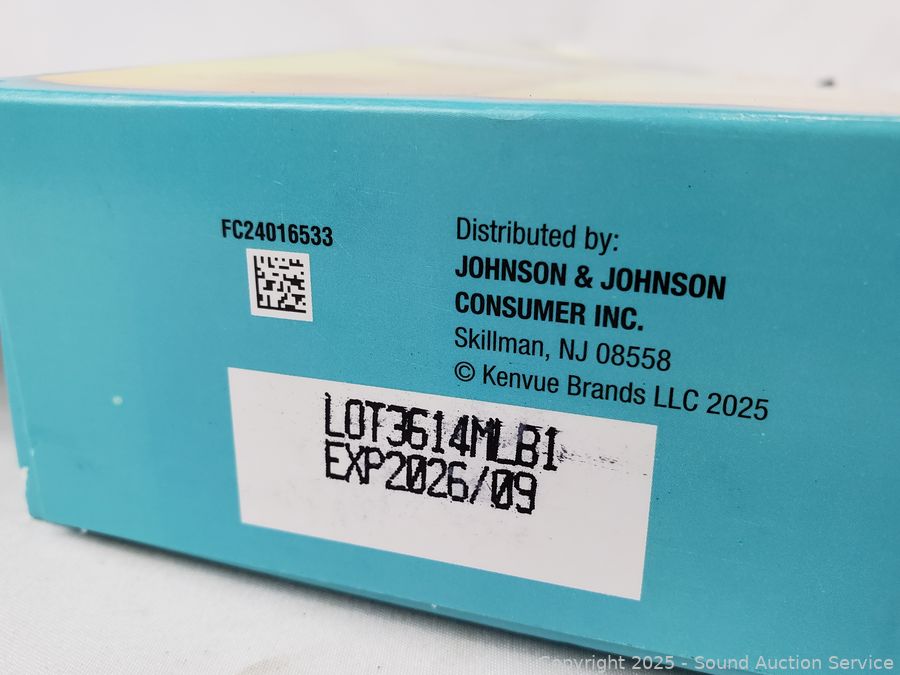 FC24016533
Distributed by:
JOHNSON & JOHNSON
CONSUMER INC.
Skillman, NJ 08558
© Kenvue Brands LLC 2025
LOT3614MLB1
EXP2026/09
Copyright 2025 - Sound Auction Service